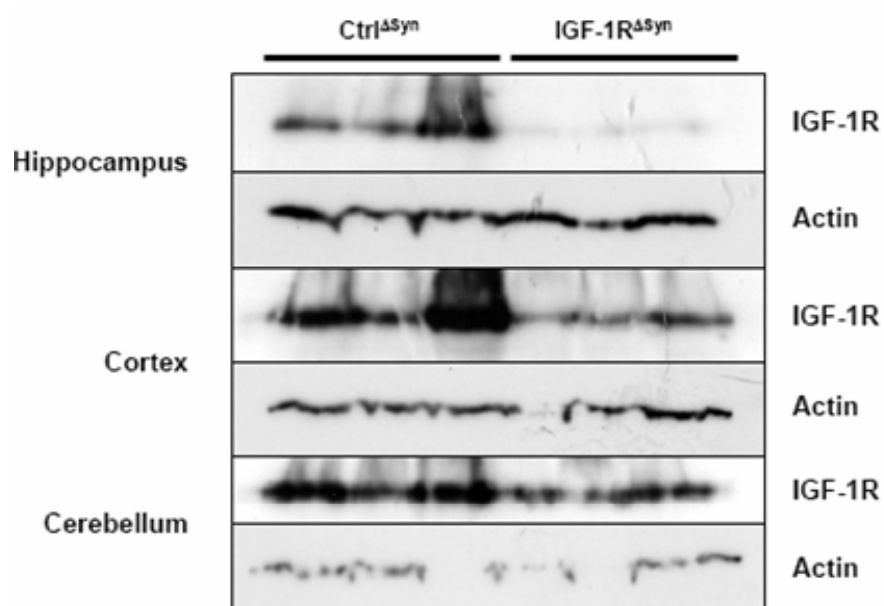 Ctrl^ΔSyn IGF-1R^ΔSyn
IGF-1R
Hippocampus
Actin
IGF-1R
Cortex
Actin
IGF-1R
Cerebellum
Actin